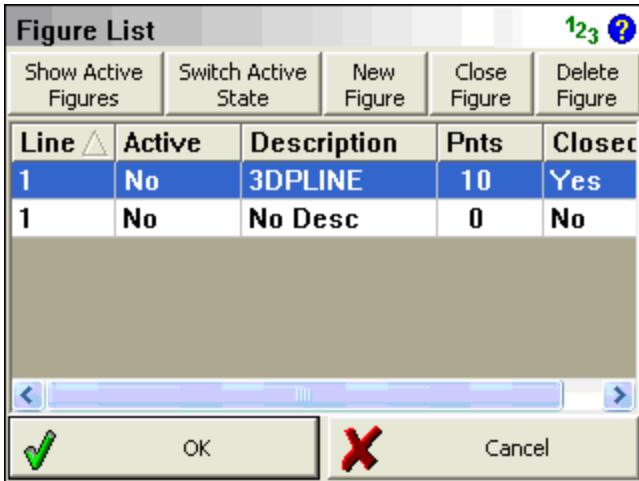 Figure List 123 ?
Show Active Figures Switch Active State New Figure Close Figure Delete Figure
Line Active Description Pnts Closed
1 No 3DPLINE 10 Yes
1 No No Desc 0 No
OK Cancel